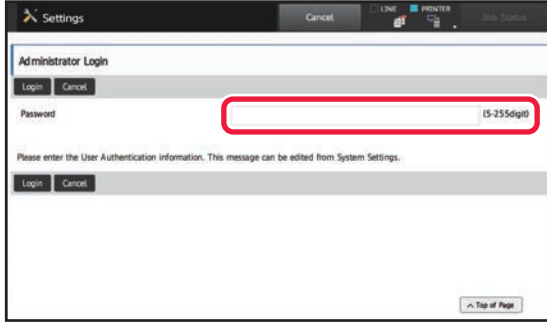 Settings
Cancel
LINE
PRINTER
Job Status
Administrator Login
Login Cancel
Password (5-255digit)
Please enter the User Authentication information. This message can be edited from System Settings.
Login Cancel
Top of Page